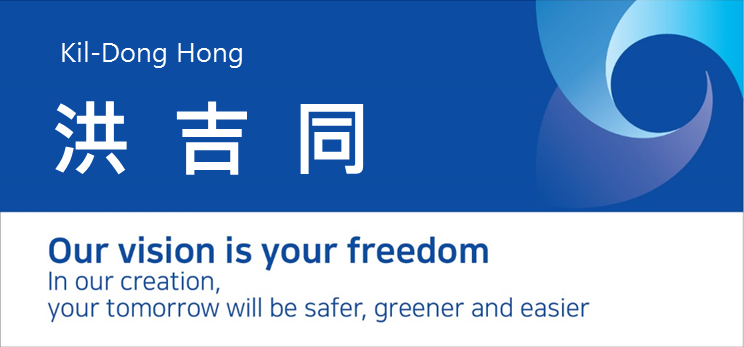 Kil-Dong Hong
洪 吉 同
Our vision is your freedom
In our creation,
your tomorrow will be safer, greener and easier